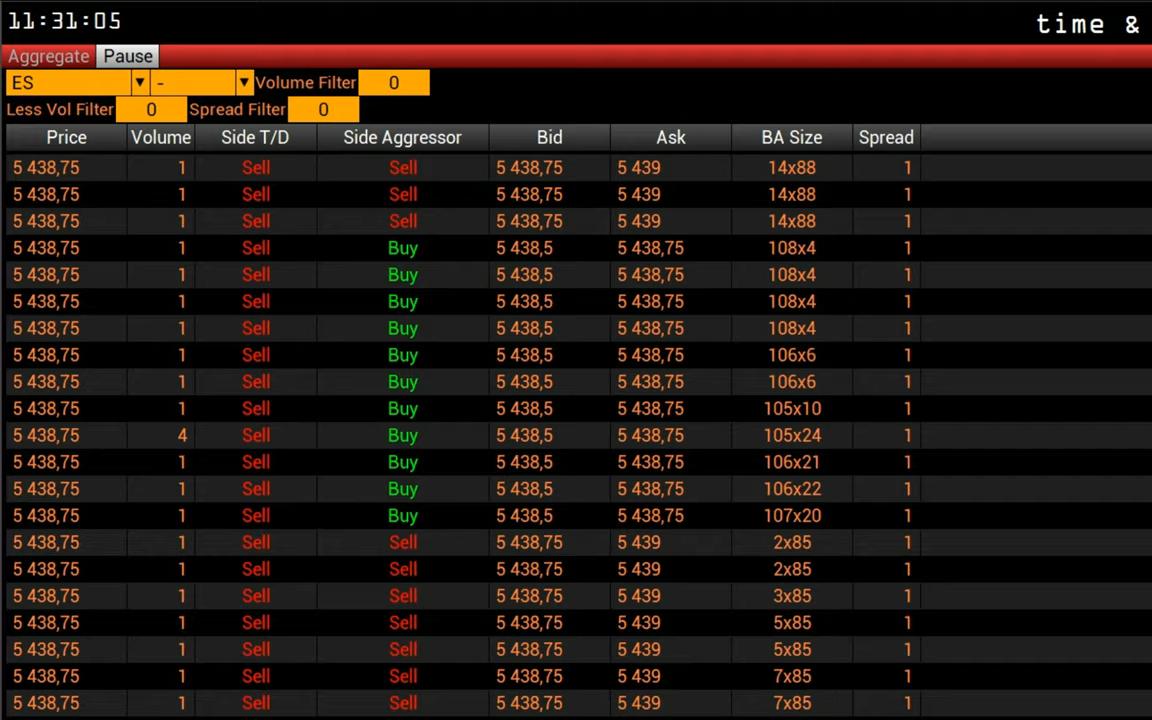 11:31:05 time &
Aggregate Pause
ES - Volume Filter 0
Less Vol Filter 0 Spread Filter 0
Price Volume Side T/D Side Aggressor Bid Ask BA Size Spread
5 438,75 1 Sell Sell 5 438,75 5 439 14x88 1
5 438,75 1 Sell Sell 5 438,75 5 439 14x88 1
5 438,75 1 Sell Sell 5 438,75 5 439 14x88 1
5 438,75 1 Sell Buy 5 438,5 5 438,75 108x4 1
5 438,75 1 Sell Buy 5 438,5 5 438,75 108x4 1
5 438,75 1 Sell Buy 5 438,5 5 438,75 108x4 1
5 438,75 1 Sell Buy 5 438,5 5 438,75 108x4 1
5 438,75 1 Sell Buy 5 438,5 5 438,75 106x6 1
5 438,75 1 Sell Buy 5 438,5 5 438,75 106x6 1
5 438,75 1 Sell Buy 5 438,5 5 438,75 105x10 1
5 438,75 4 Sell Buy 5 438,5 5 438,75 105x24 1
5 438,75 1 Sell Buy 5 438,5 5 438,75 106x21 1
5 438,75 1 Sell Buy 5 438,5 5 438,75 106x22 1
5 438,75 1 Sell Buy 5 438,5 5 438,75 107x20 1
5 438,75 1 Sell Sell 5 438,75 5 439 2x85 1
5 438,75 1 Sell Sell 5 438,75 5 439 2x85 1
5 438,75 1 Sell Sell 5 438,75 5 439 3x85 1
5 438,75 1 Sell Sell 5 438,75 5 439 5x85 1
5 438,75 1 Sell Sell 5 438,75 5 439 5x85 1
5 438,75 1 Sell Sell 5 438,75 5 439 7x85 1
5 438,75 1 Sell Sell 5 438,75 5 439 7x85 1